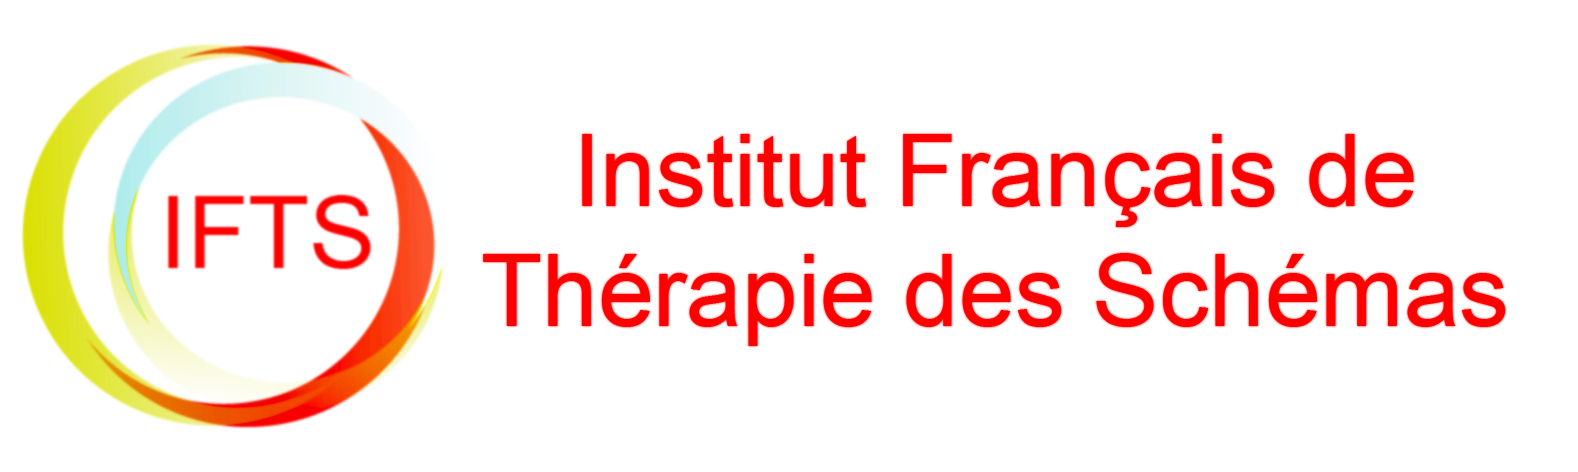 IFTS
Institut Français de
Thérapie des Schémas